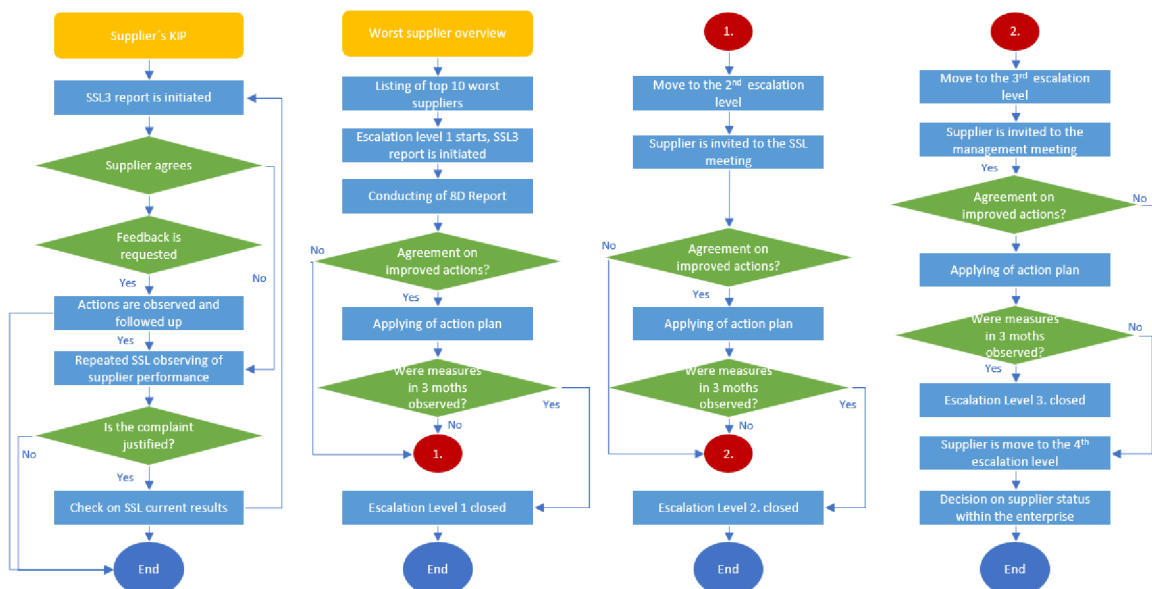 Supplier´s KIP
SSL3 report is initiated
Supplier agrees
Feedback is
requested
Yes
No
Actions are observed and
followed up
Yes
Repeated SSL observing of
supplier performance
Is the complaint
justified?
No
Yes
Check on SSL current results
End
Worst supplier overview
Listing of top 10 worst
suppliers
Escalation level 1 starts, SSL3
report is initiated
Conducting of 8D Report
No
Agreement on
improved actions?
Yes
Applying of action plan
Were measures
in 3 moths
observed?
Yes
No
1.
Escalation Level 1 closed
End
1.
Move to the 2nd escalation
level
Supplier is invited to the SSL
meeting
No
Agreement on
improved actions?
Yes
Applying of action plan
Were measures
in 3 moths
observed?
Yes
No
2.
Escalation Level 2. closed
End
2.
Move to the 3rd escalation
level
Supplier is invited to the
management meeting
Yes
No
Agreement on
improved actions?
Applying of action plan
Were measures
in 3 moths
observed?
No
Yes
Escalation Level 3. closed
Supplier is move to the 4th
escalation level
Decision on supplier status
within the enterprise
End